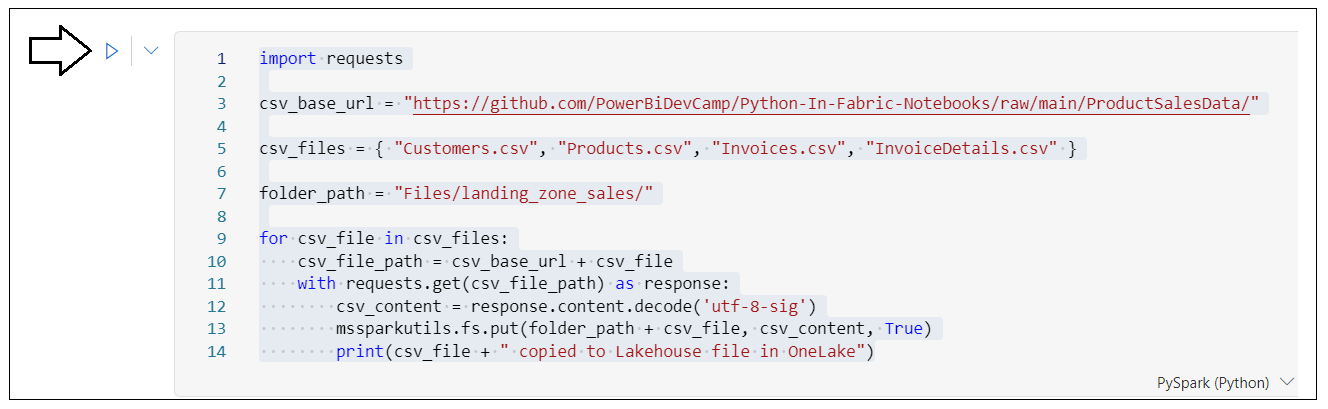 1 import requests
2
3 csv_base_url = "https://github.com/PowerBiDevCamp/Python-In-Fabric-Notebooks/raw/main/ProductSalesData/"
4
5 csv_files = { "Customers.csv", "Products.csv", "Invoices.csv", "InvoiceDetails.csv" }
6
7 folder_path = "Files/landing_zone_sales/"
8
9 for csv_file in csv_files:
10     csv_file_path = csv_base_url + csv_file
11     with requests.get(csv_file_path) as response:
12         csv_content = response.content.decode('utf-8-sig')
13         mssparkutils.fs.put(folder_path + csv_file, csv_content, True)
14         print(csv_file + " copied to Lakehouse file in OneLake")
PySpark (Python)